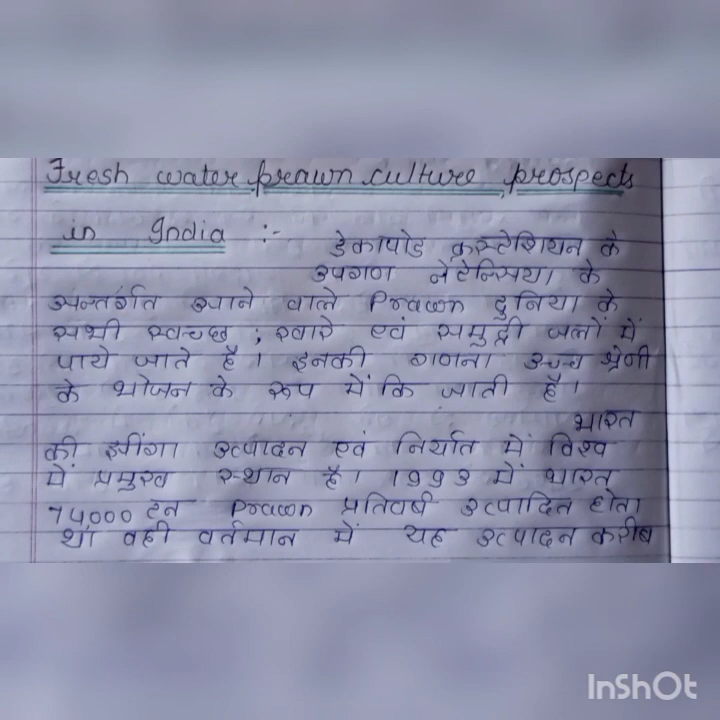 Fresh water prawn culture prospects
in India :-
डेकापोड क्रस्टेशियन के
उपगण नेंटेन्सिया के
अन्तर्गत आने वाले Prawn दुनिया के
सभी स्वच्छ, खारे एवं समुद्री जलों में
पाये जाते है। इनकी गणना उच्च श्रेणी
के भोजन के रूप में कि जाती है।
भारत
की झींगा उत्पादन एवं निर्यात में विश्व
में प्रमुख स्थान है। 1993 में भारत
74,000 टन Prawn प्रतिवर्ष उत्पादित होता
था वही वर्तमान में यह उत्पादन करीब
InShOt